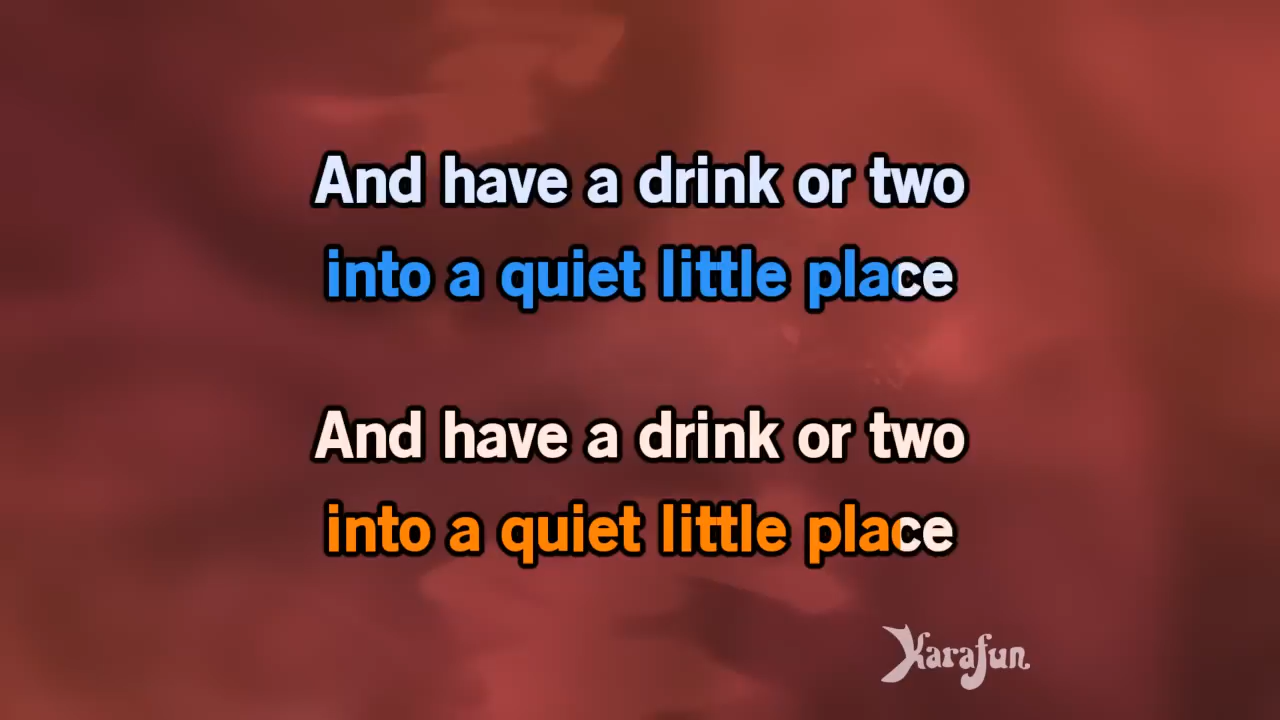 And have a drink or two
into a quiet little place
And have a drink or two
into a quiet little place
Karafun